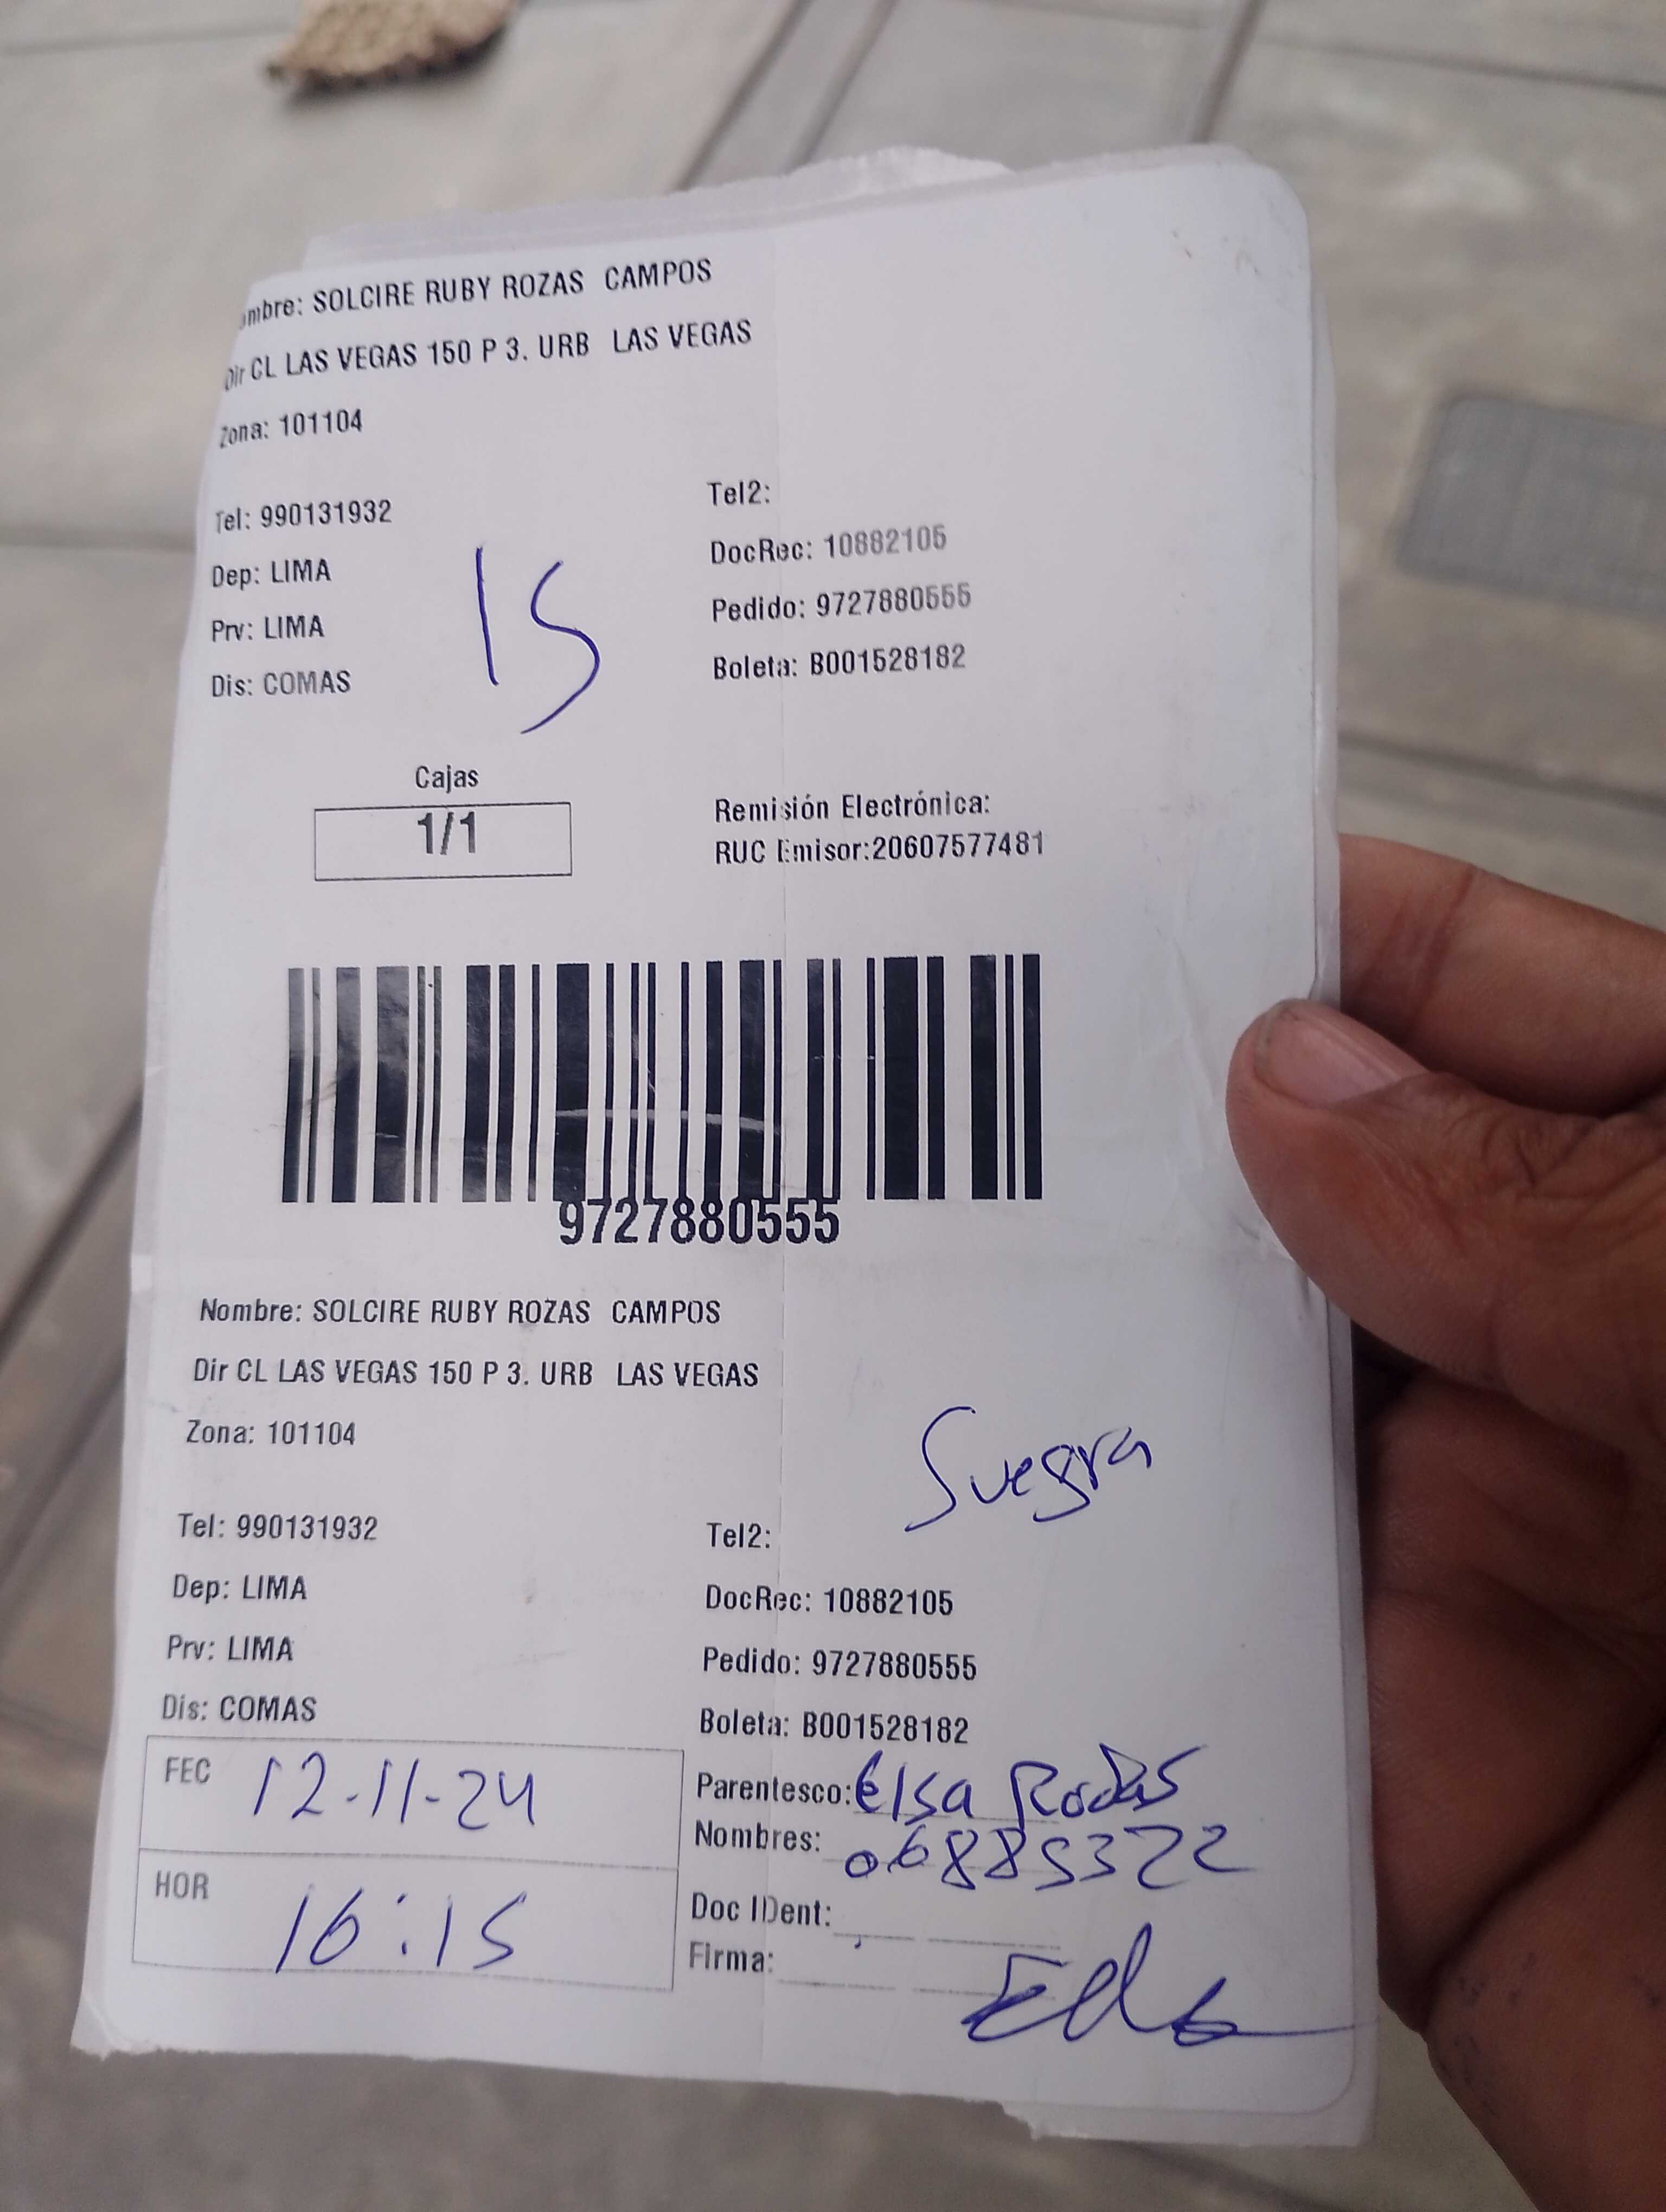 mbre: SOLCIRE RUBY ROZAS CAMPOS
Dir CL LAS VEGAS 150 P 3. URB LAS VEGAS
Zona: 101104
Tel: 990131932
Tel2:
Dep: LIMA
DocRec: 10882105
Prv: LIMA
Pedido: 9727880555
Dis: COMAS
Boleta: B001528182
15
Cajas
1/1
Remisión Electrónica:
RUC Emisor:20607577481
9727880555
Nombre: SOLCIRE RUBY ROZAS CAMPOS
Dir CL LAS VEGAS 150 P 3. URB LAS VEGAS
Zona: 101104
Suegra
Tel: 990131932
Tel2:
Dep: LIMA
DocRec: 10882105
Prv: LIMA
Pedido: 9727880555
Dis: COMAS
Boleta: B001528182
FEC 12-11-24
Parentesco: Elsa Rodas
Nombres: 06885372
HOR 16:15
Doc IDent:
Firma: